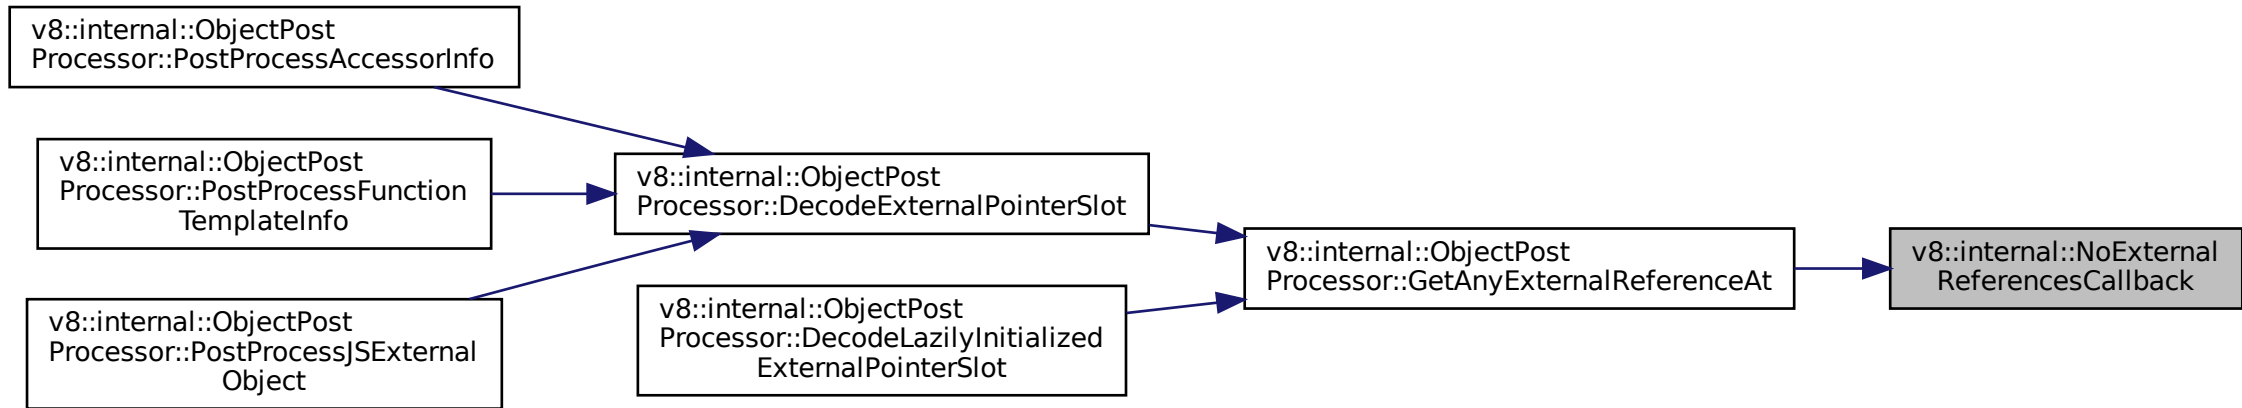 v8::internal::ObjectPost
Processor::PostProcessAccessorInfo
v8::internal::ObjectPost
Processor::PostProcessFunction
TemplateInfo
v8::internal::ObjectPost
Processor::PostProcessJSExternal
Object
v8::internal::ObjectPost
Processor::DecodeExternalPointerSlot
v8::internal::ObjectPost
Processor::DecodeLazilyInitialized
ExternalPointerSlot
v8::internal::ObjectPost
Processor::GetAnyExternalReferenceAt
v8::internal::NoExternal
ReferencesCallback